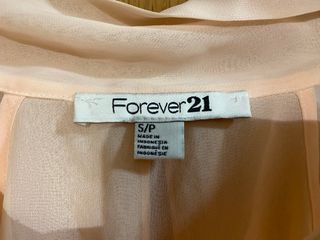 Forever21
S/P
MADE IN
INDONESIA
FABRIQUÉ EN
INDONÉSIE